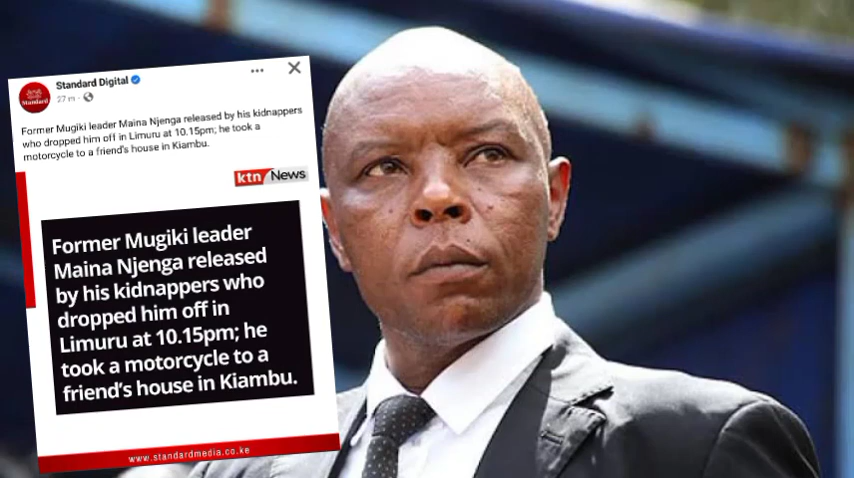 Standard Digital
27 m
Former Mugiki leader Maina Njenga released by his kidnappers
who dropped him off in Limuru at 10.15pm; he took a
motorcycle to a friend's house in Kiambu.
Standard
ktn News
Former Mugiki leader
Maina Njenga released
by his kidnappers who
dropped him off in
Limuru at 10.15pm; he
took a motorcycle to a
friend's house in Kiambu.
www.standardmedia.co.ke